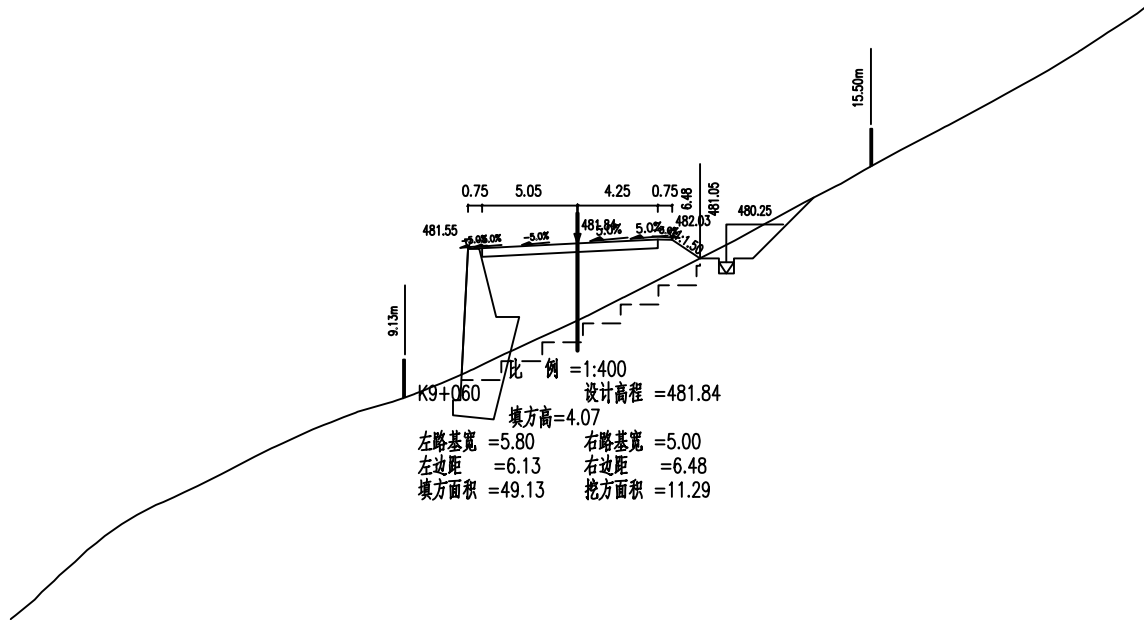 15.50m
0.75 5.05 4.25 0.75
6.48
481.05
480.25
481.55
481.84
482.03
-5.0%
5.0%
5.0%
1:1.50
9.13m
比 例 =1:400
K9+060 设计高程 =481.84
填方高=4.07
左路基宽 =5.80 右路基宽 =5.00
左边距 =6.13 右边距 =6.48
填方面积 =49.13 挖方面积 =11.29